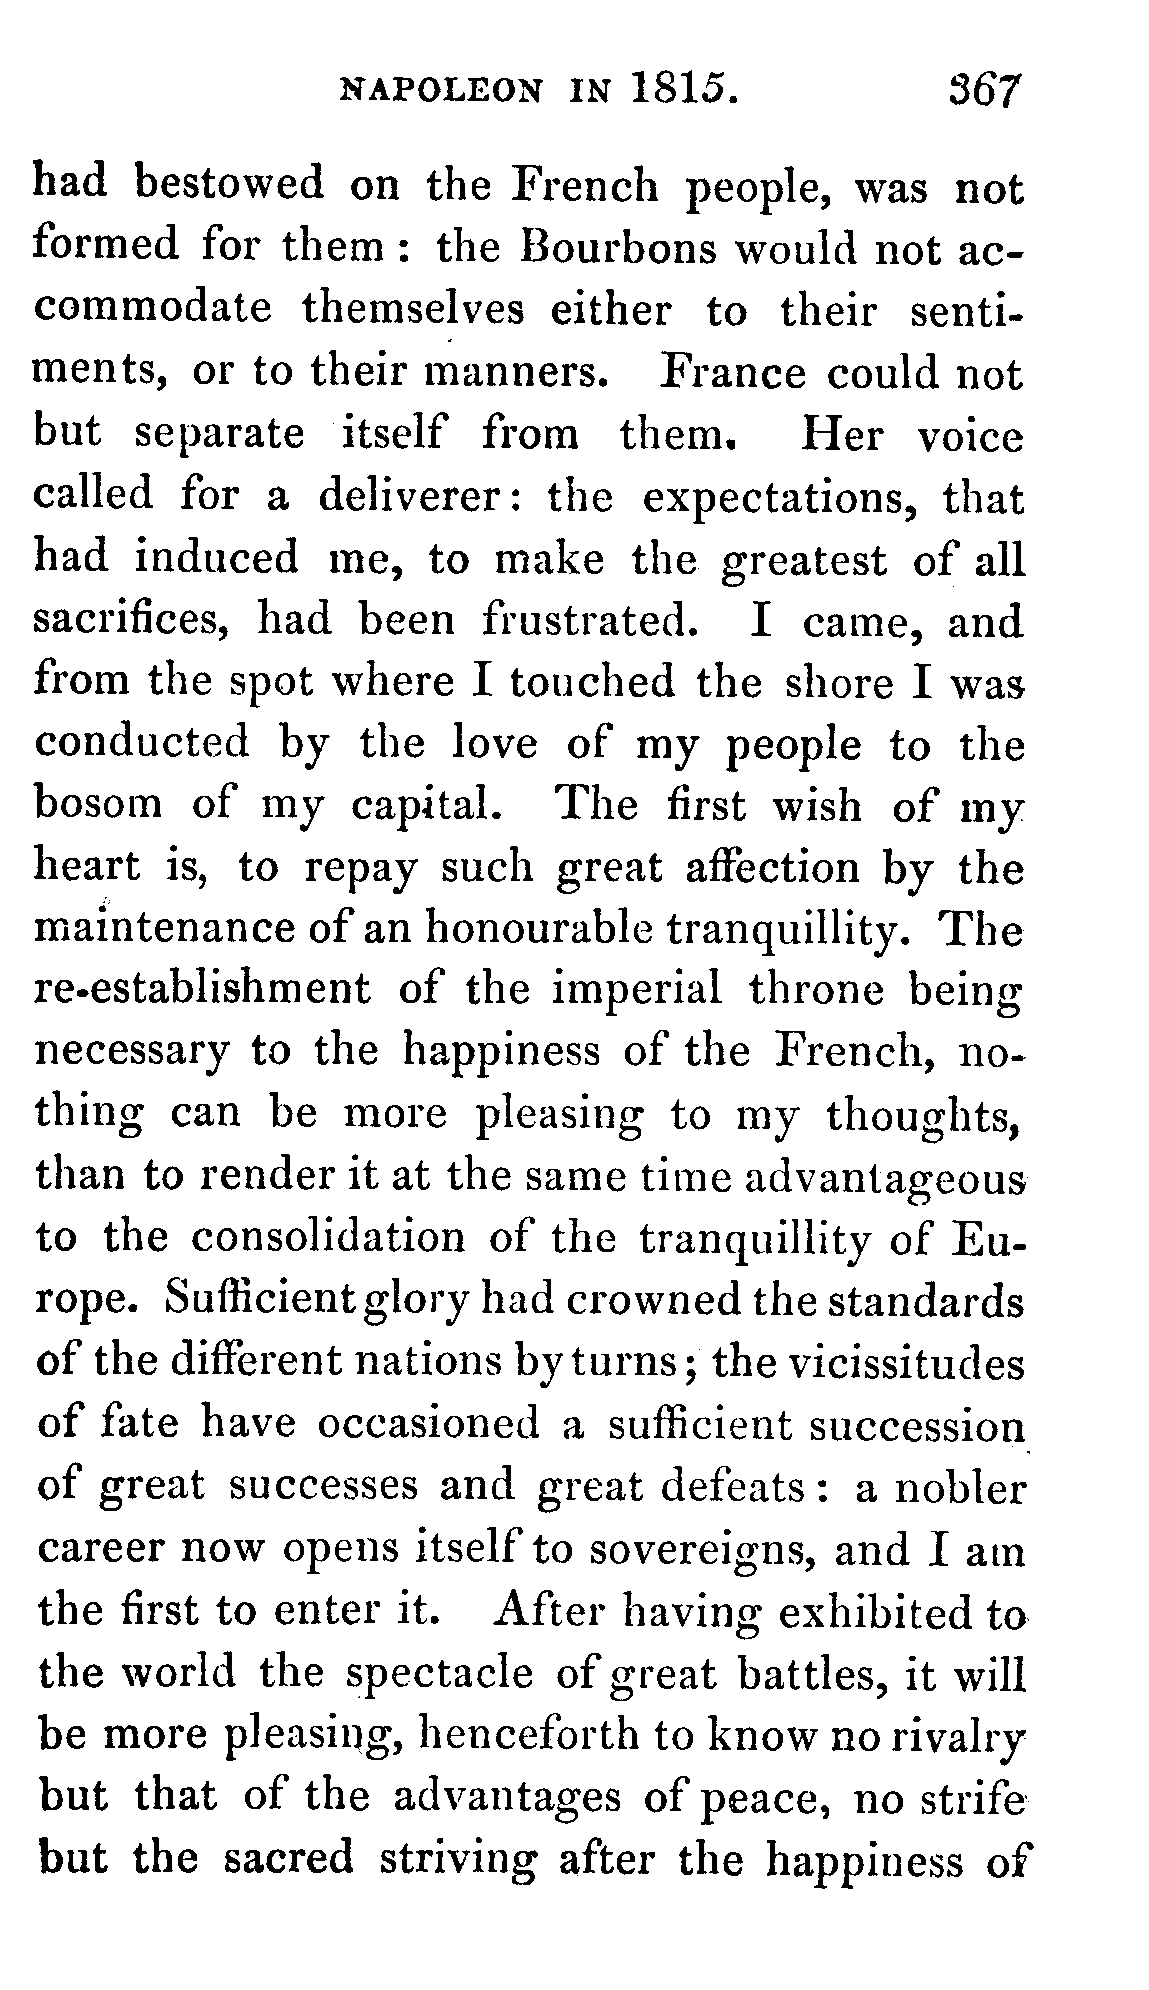 NAPOLEON IN 1815. 367
had bestowed on the French people, was not
formed for them : the Bourbons would not ac-
commodate themselves either to their senti-
ments, or to their manners. France could not
but separate itself from them. Her voice
called for a deliverer: the expectations, that
had induced me, to make the greatest of all
sacrifices, had been frustrated. I came, and
from the spot where I touched the shore I was
conducted by the love of my people to the
bosom of my capital. The first wish of my
heart is, to repay such great affection by the
maintenance of an honourable tranquillity. The
re-establishment of the imperial throne being
necessary to the happiness of the French, no-
thing can be more pleasing to my thoughts,
than to render it at the same time advantageous
to the consolidation of the tranquillity of Eu-
rope. Sufficient glory had crowned the standards
of the different nations by turns; the vicissitudes
of fate have occasioned a sufficient succession
of great successes and great defeats : a nobler
career now opens itself to sovereigns, and I am
the first to enter it. After having exhibited to
the world the spectacle of great battles, it will
be more pleasing, henceforth to know no rivalry
but that of the advantages of peace, no strife
but the sacred striving after the happiness of